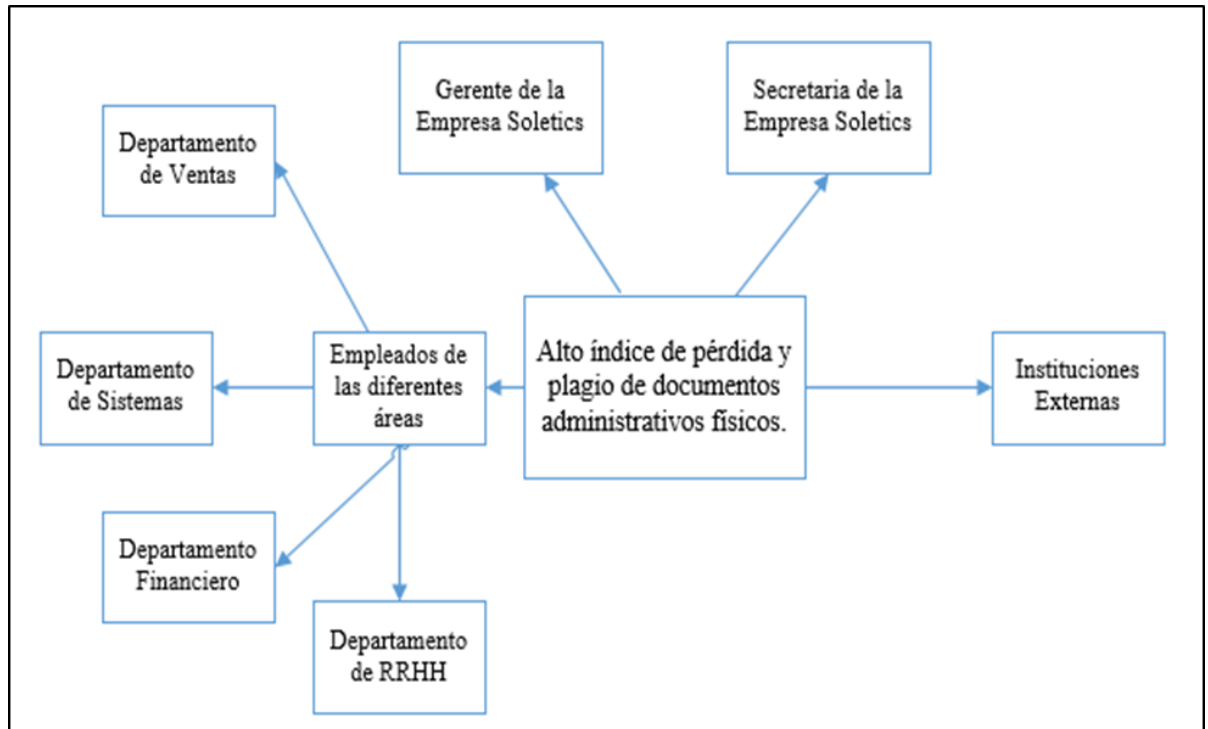 Gerente de la
Empresa Soletics
Secretaria de la
Empresa Soletics
Departamento
de Ventas
Departamento
de Sistemas
Empleados de
las diferentes
áreas
Alto índice de pérdida y
plagio de documentos
administrativos físicos.
Instituciones
Externas
Departamento
Financiero
Departamento
de RRHH